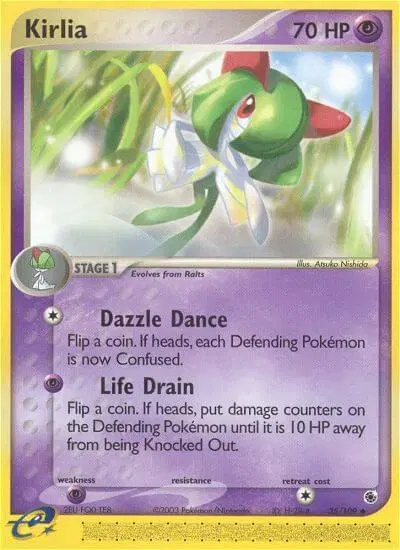 Kirlia 70 HP
Illus. Atsuko Nishida
STAGE 1
Evolves from Ralts
Dazzle Dance
Flip a coin. If heads, each Defending Pokémon
is now Confused.
Life Drain
Flip a coin. If heads, put damage counters on
the Defending Pokémon until it is 10 HP away
from being Knocked Out.
weakness resistance retreat cost
©2003 Pokémon/Nintendo
35/109
e